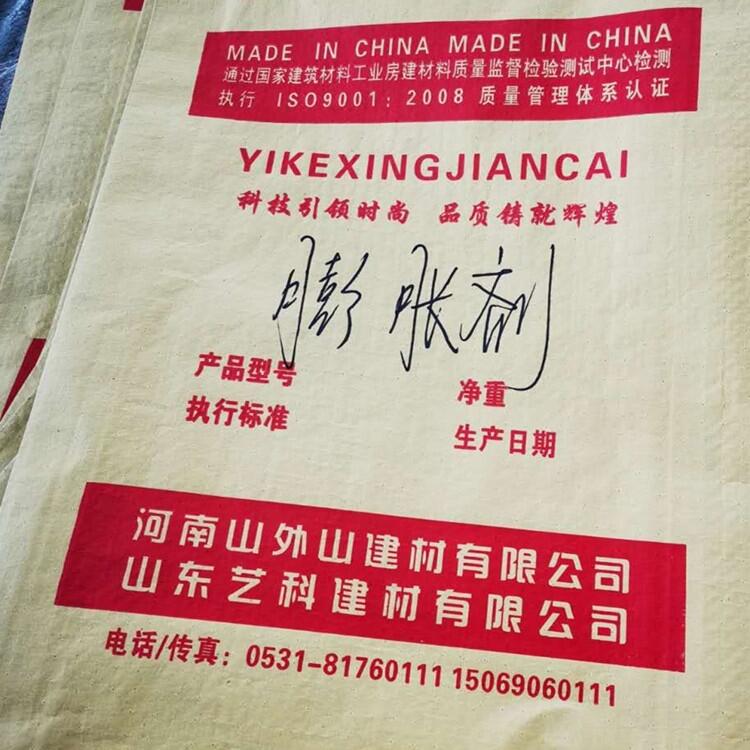 MADE IN CHINA MADE IN CHINA
通过国家建筑材料工业房建材料质量监督检验测试中心检测
执行 ISO9001:2008 质量管理体系认证
YIKEXINGJIANCAI
科技引领时尚 品质铸就辉煌
膨胀剂
产品型号 净重
执行标准 生产日期
河南山外山建材有限公司
山东艺科建材有限公司
电话/传真:0531-81760111 15069060111